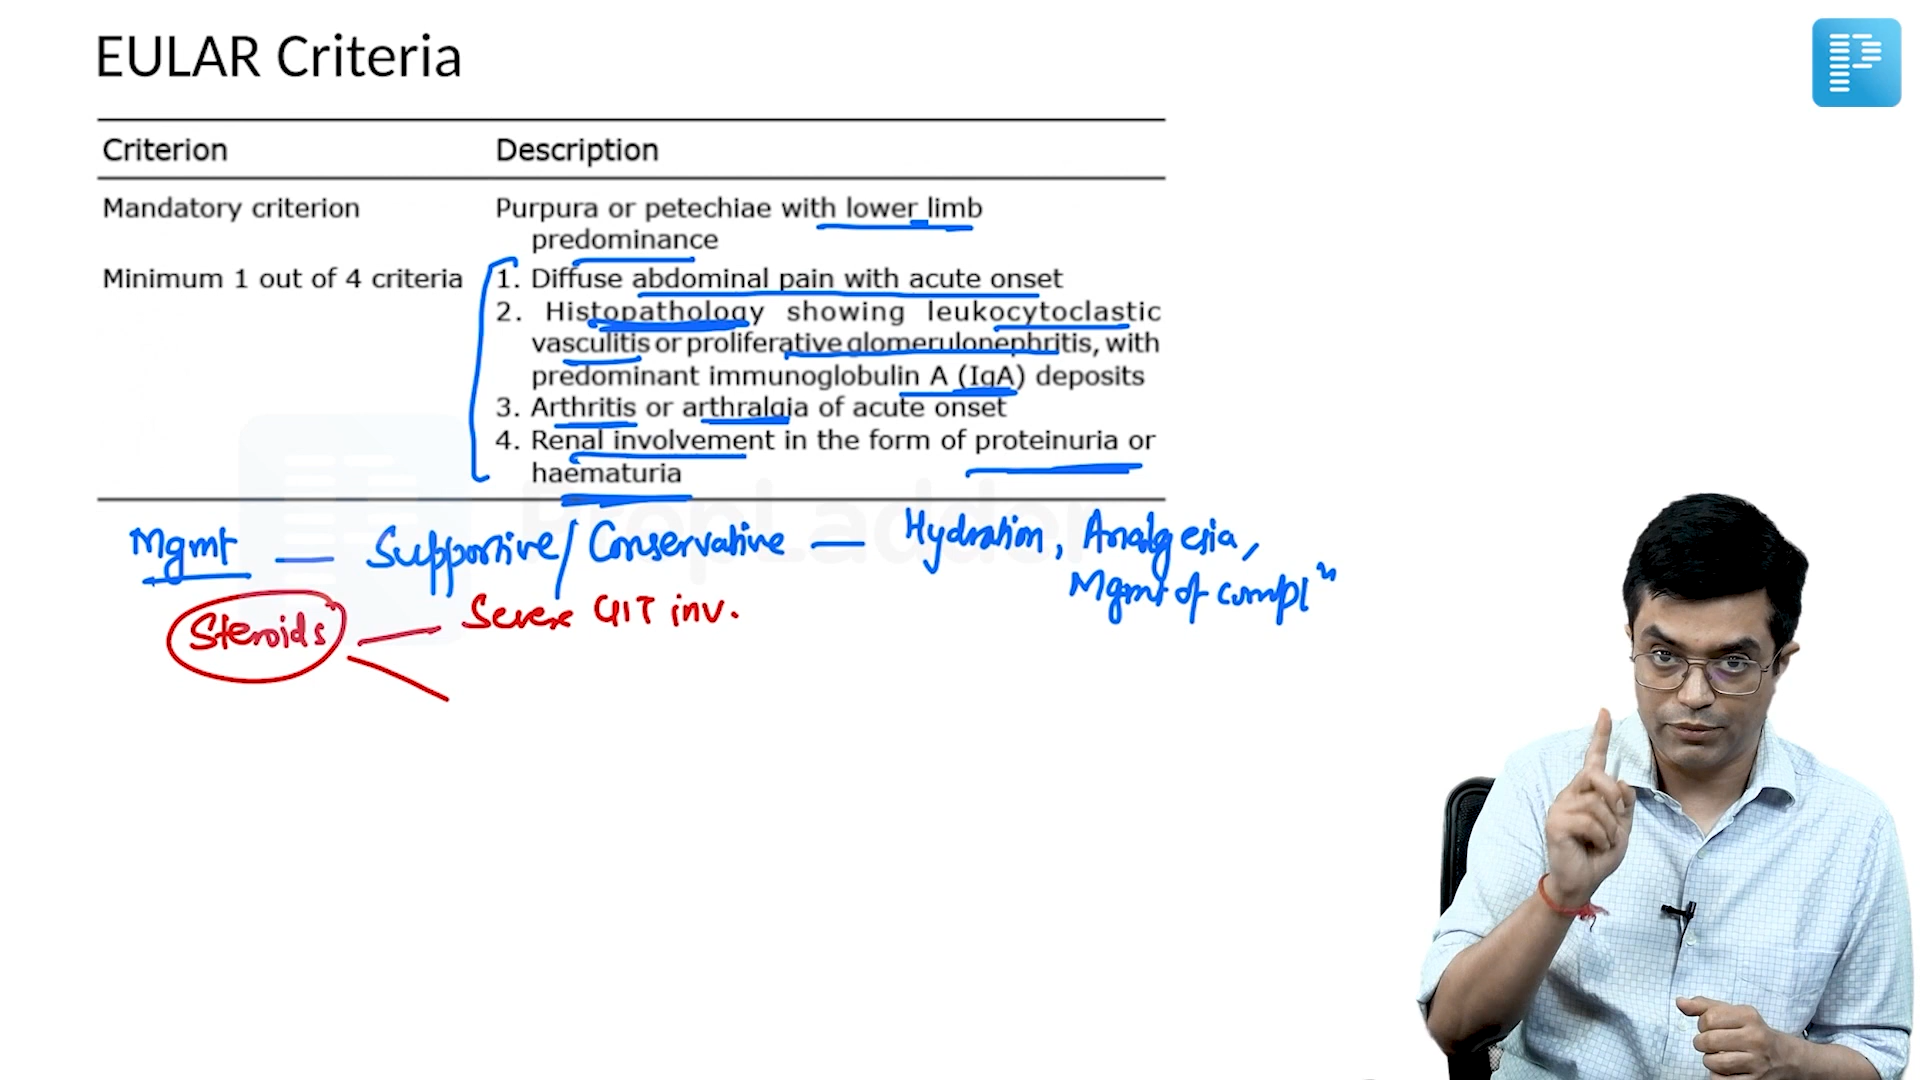 EULAR Criteria
Criterion Description
Mandatory criterion Purpura or petechiae with lower limb
predominance
Minimum 1 out of 4 criteria 1. Diffuse abdominal pain with acute onset
2. Histopathology showing leukocytoclastic
vasculitis or proliferative glomerulonephritis, with
predominant immunoglobulin A (IgA) deposits
3. Arthritis or arthralgia of acute onset
4. Renal involvement in the form of proteinuria or
haematuria
PrepLadder
Mgmt — Supportive/Conservative — Hydration, Analgesia,
Mgmt of compl"
Steroids — Severe GIT inv.